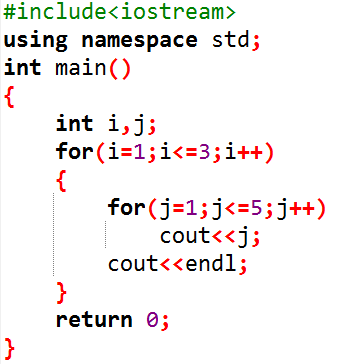 #include<iostream>
using namespace std;
int main()
{
    int i,j;
    for(i=1;i<=3;i++)
    {
        for(j=1;j<=5;j++)
            cout<<j;
        cout<<endl;
    }
    return 0;
}